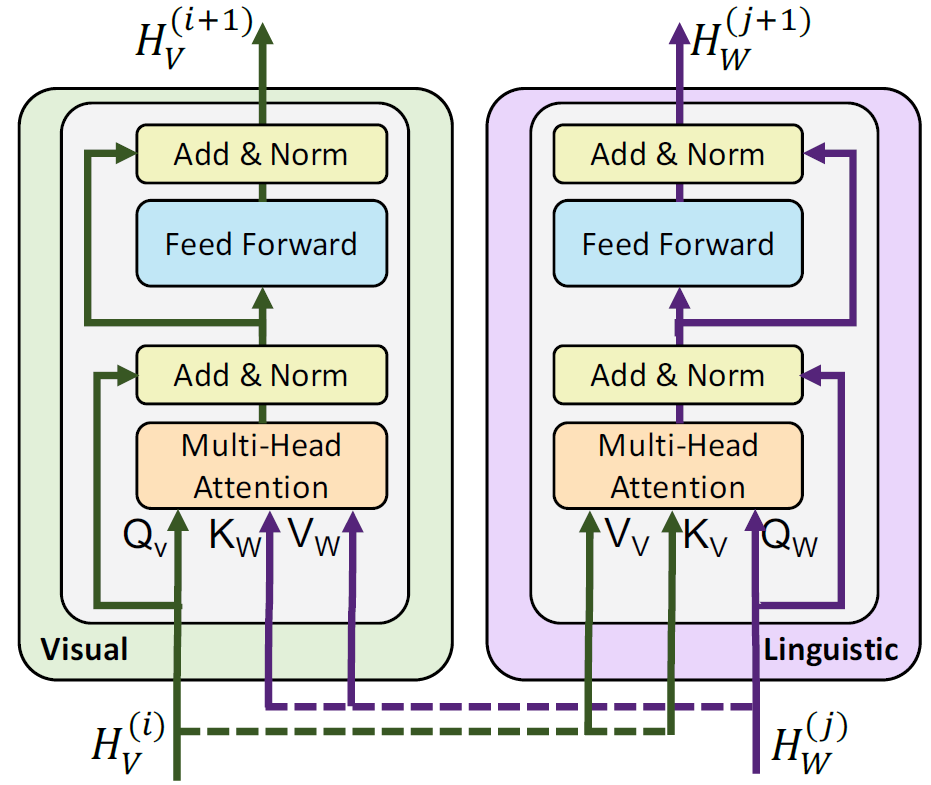 H_V^{(i+1)}
Add & Norm
Feed Forward
Add & Norm
Multi-Head
Attention
Q_v K_W V_W
Visual
H_V^{(i)}
H_W^{(j+1)}
Add & Norm
Feed Forward
Add & Norm
Multi-Head
Attention
V_V K_V Q_W
Linguistic
H_W^{(j)}